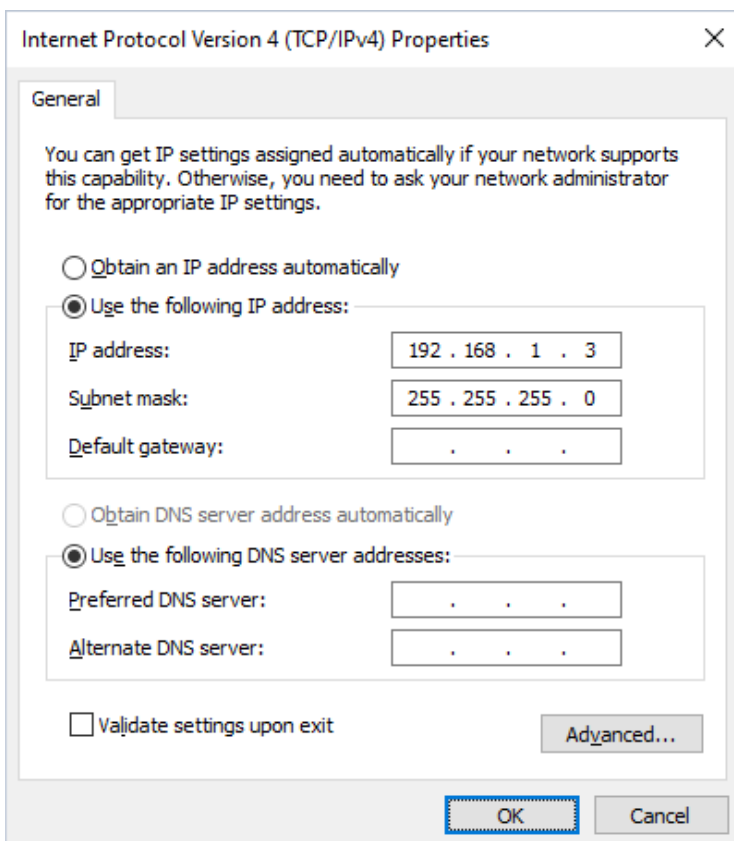 Internet Protocol Version 4 (TCP/IPv4) Properties
General
You can get IP settings assigned automatically if your network supports
this capability. Otherwise, you need to ask your network administrator
for the appropriate IP settings.
Obtain an IP address automatically
Use the following IP address:
IP address: 192 . 168 . 1 . 3
Subnet mask: 255 . 255 . 255 . 0
Default gateway: . . .
Obtain DNS server address automatically
Use the following DNS server addresses:
Preferred DNS server: . . .
Alternate DNS server: . . .
Validate settings upon exit
Advanced...
OK Cancel